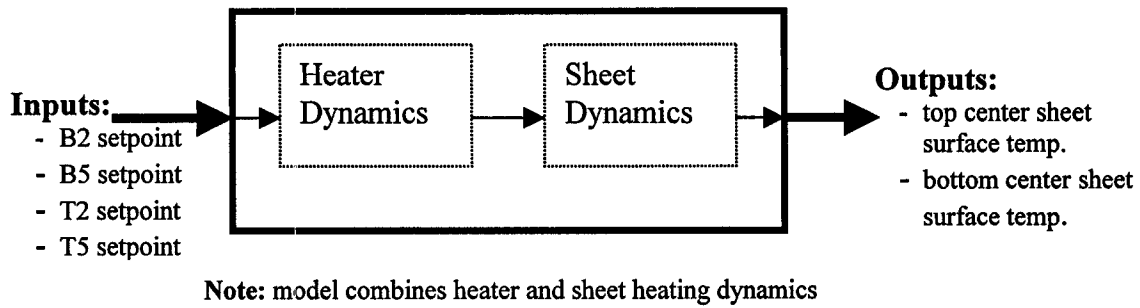 Inputs:
- B2 setpoint
- B5 setpoint
- T2 setpoint
- T5 setpoint
Heater
Dynamics
Sheet
Dynamics
Outputs:
- top center sheet
surface temp.
- bottom center sheet
surface temp.
Note: model combines heater and sheet heating dynamics